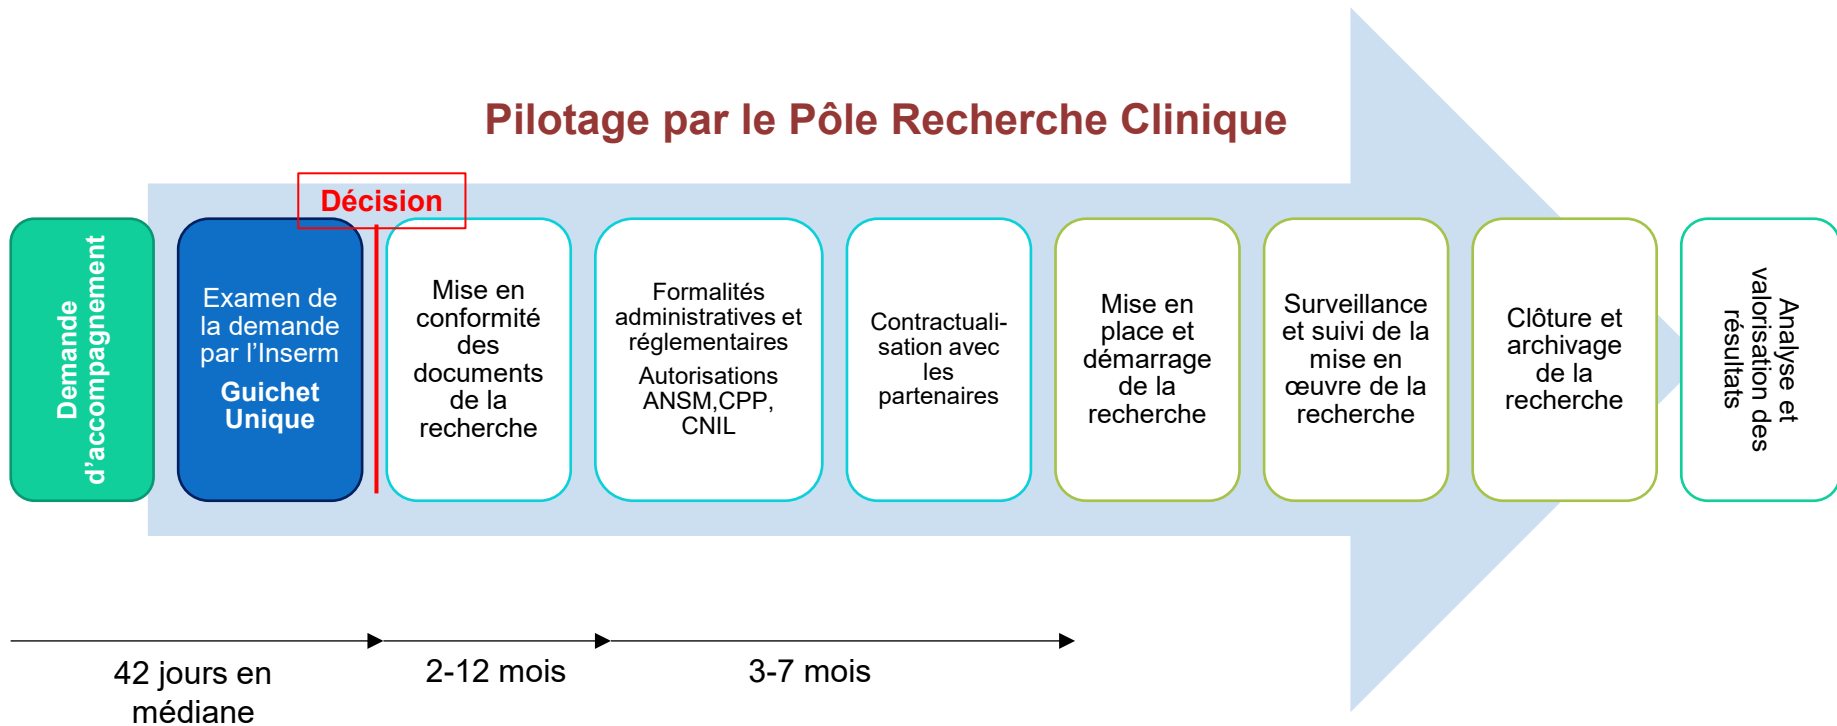 Pilotage par le Pôle Recherche Clinique
Décision
Demande
d'accompagnement
Examen de
la demande
par l'Inserm
Guichet
Unique
Mise en
conformité
des
documents
de la
recherche
Formalités
administratives et
réglementaires
Autorisations
ANSM,CPP,
CNIL
Contractuali-
sation avec
les
partenaires
Mise en
place et
démarrage
de la
recherche
Surveillance
et suivi de la
mise en
œuvre de la
recherche
Clôture et
archivage
de la
recherche
Analyse et
valorisation des
résultats
42 jours en
médiane
2-12 mois
3-7 mois